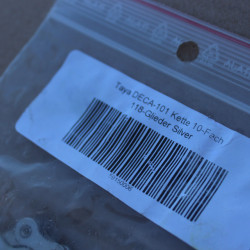 Taya DECA-101 Kette 10-Fach
118-Glieder Silver